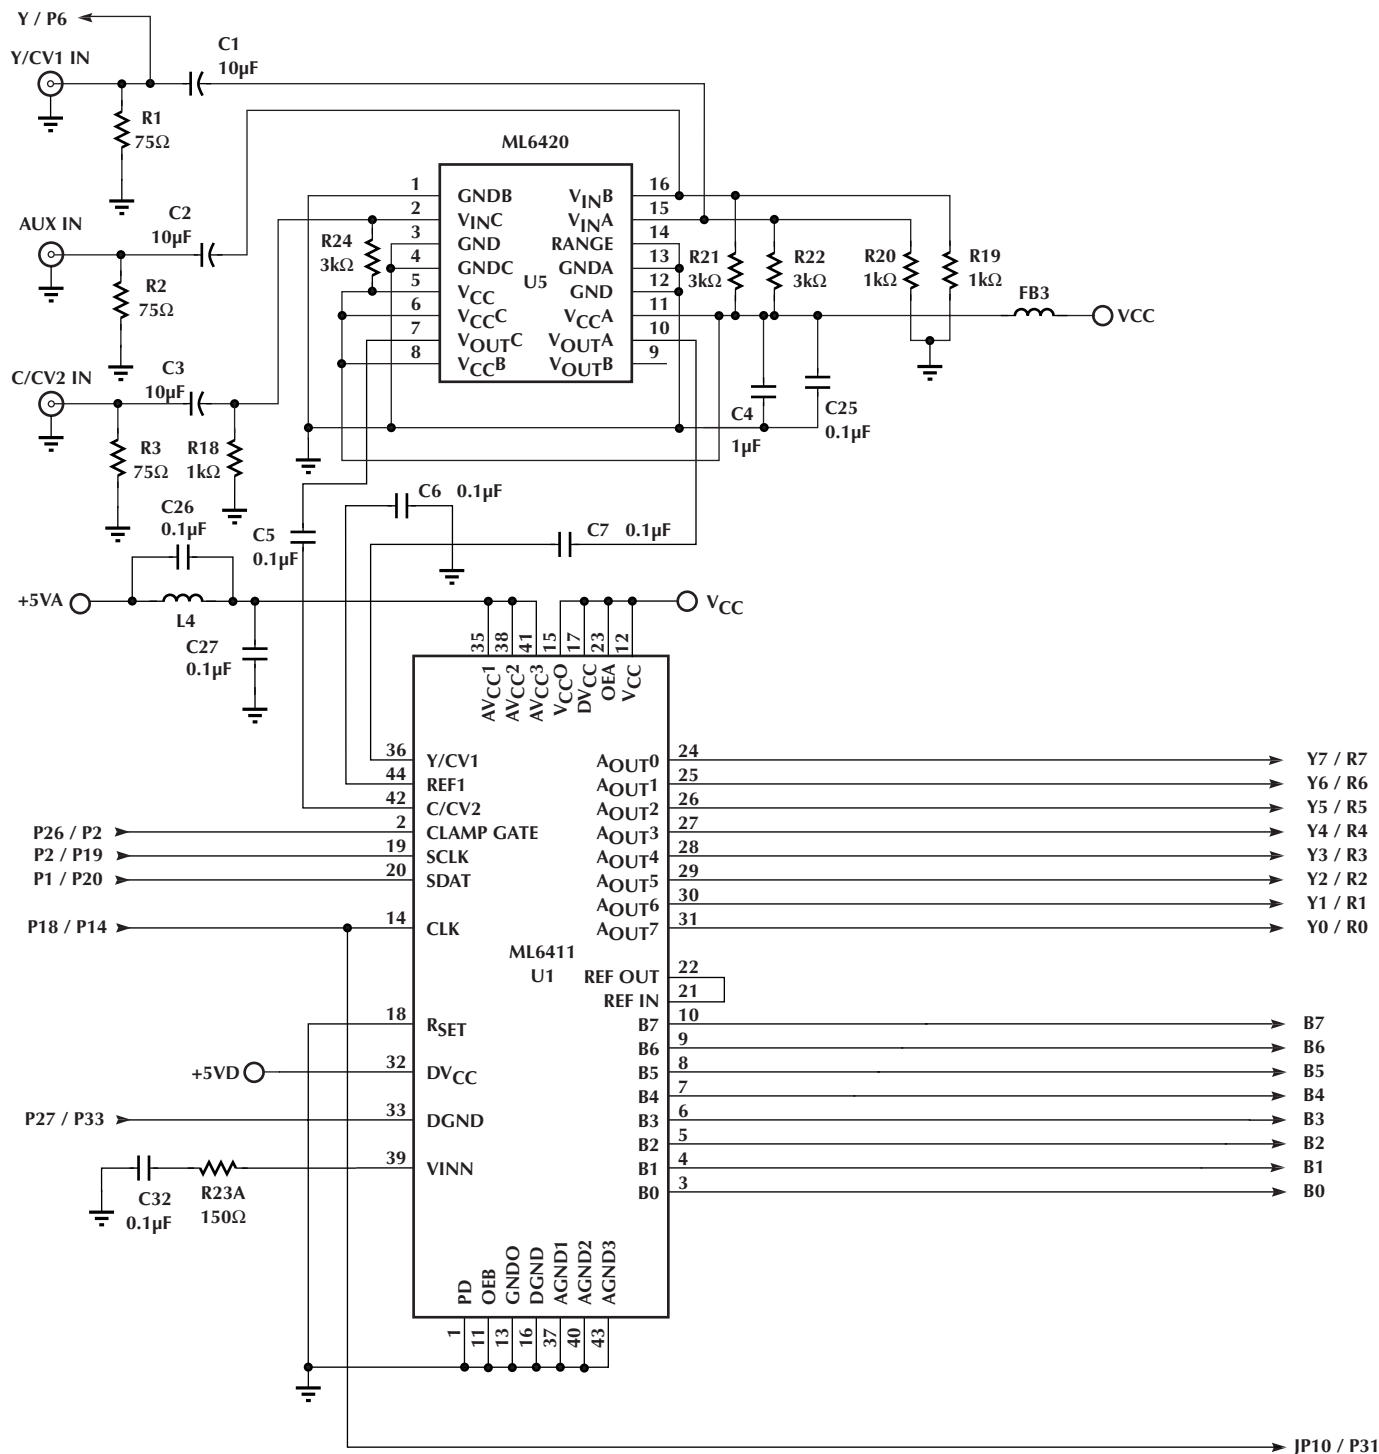 Y / P6
Y/CV1 IN
C1
10µF
R1
75Ω
ML6420
AUX IN
C2
10µF
R2
75Ω
1
GNDB
2
VINC
3
GND
4
GNDC
5
VCC
6
VCCC
7
VOUTC
8
VCCB
U5
16
VINB
15
VINA
14
RANGE
13
GNDA
12
GND
11
VCCA
10
VOUTA
9
VOUTB
R24
3kΩ
R21
3kΩ
R22
3kΩ
R20
1kΩ
R19
1kΩ
FB3
VCC
C/CV2 IN
C3
10µF
R3
75Ω
R18
1kΩ
C4
1µF
C25
0.1µF
C26
0.1µF
C5
0.1µF
C6 0.1µF
C7 0.1µF
+5VA
L4
C27
0.1µF
VCC
35
38
41
15
17
23
12
AVCC1
AVCC2
AVCC3
VCCO
DVCC
OEA
VCC
36
Y/CV1
44
REF1
42
C/CV2
P26 / P2
2
CLAMP GATE
P2 / P19
19
SCLK
P1 / P20
20
SDAT
P18 / P14
14
CLK
ML6411
U1
18
RSET
+5VD
32
DVCC
P27 / P33
33
DGND
39
VINN
C32
0.1µF
R23A
150Ω
AOUT0
24
Y7 / R7
AOUT1
25
Y6 / R6
AOUT2
26
Y5 / R5
AOUT3
27
Y4 / R4
AOUT4
28
Y3 / R3
AOUT5
29
Y2 / R2
AOUT6
30
Y1 / R1
AOUT7
31
Y0 / R0
REF OUT
22
REF IN
21
B7
10
B7
B6
9
B6
B5
8
B5
B4
7
B4
B3
6
B3
B2
5
B2
B1
4
B1
B0
3
B0
PD
OEB
GNDO
DGND
AGND1
AGND2
AGND3
1
11
13
16
37
40
43
JP10 / P31